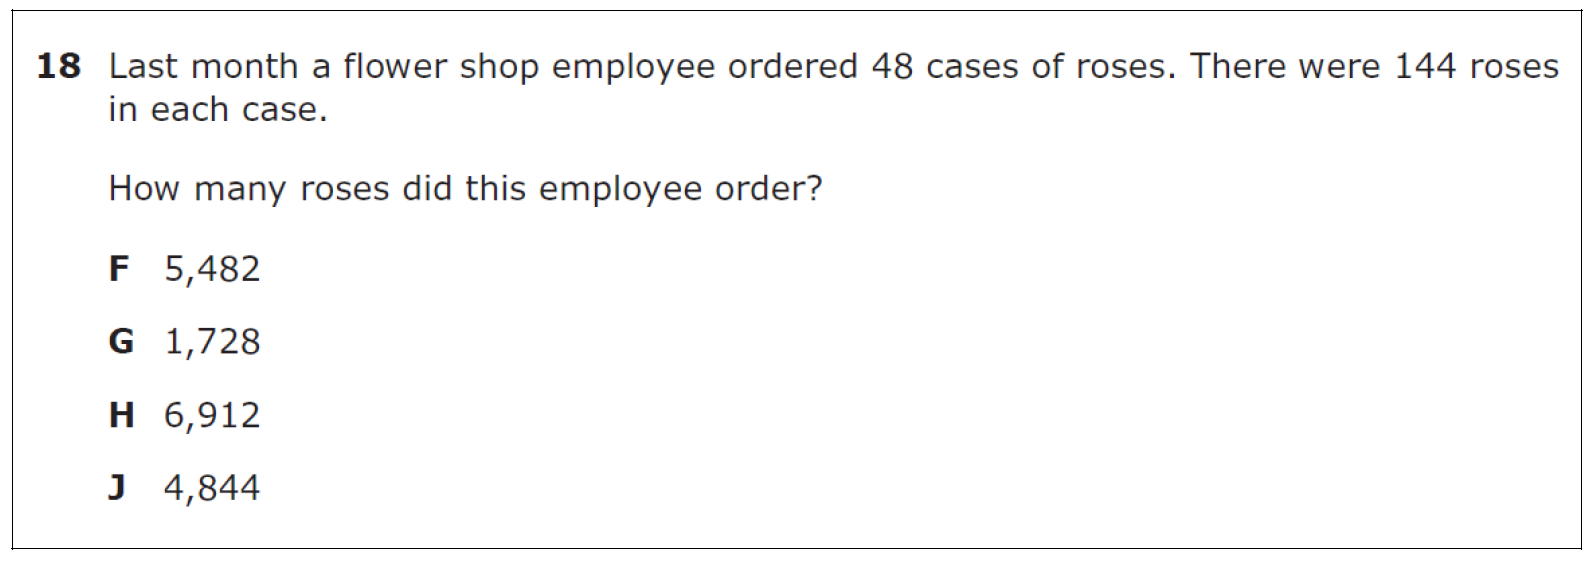 18 Last month a flower shop employee ordered 48 cases of roses. There were 144 roses
in each case.
How many roses did this employee order?
F 5,482
G 1,728
H 6,912
J 4,844